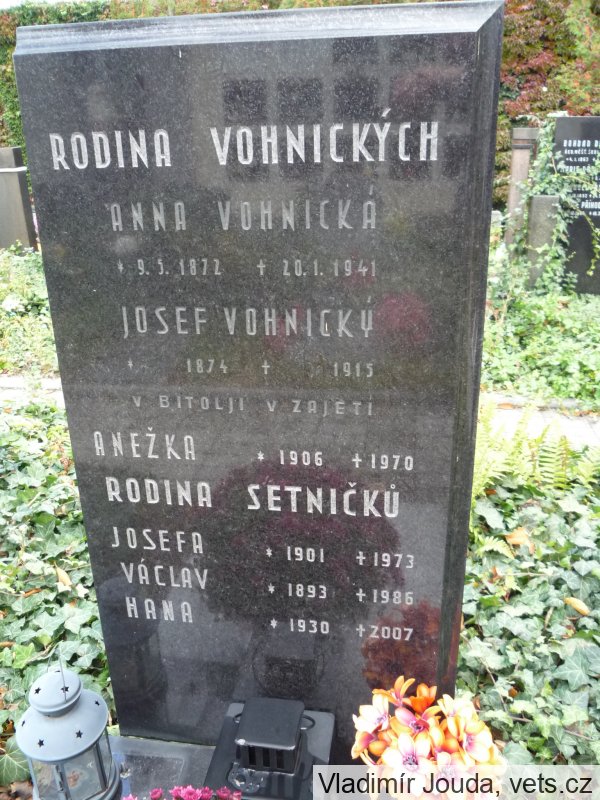 RODINA VOHNICKÝCH
ANNA VOHNICKÁ
* 9.5. 1872 + 20.1. 1941
JOSEF VOHNICKÝ
* 1874 + 1915
V BITOLJI V ZAJETÍ
ANEŽKA * 1906 + 1970
RODINA SETNIČKŮ
JOSEFA * 1901 + 1973
VÁCLAV * 1893 + 1986
HANA * 1930 + 2007
BOHDAN
Vladimír Jouda, vets.cz